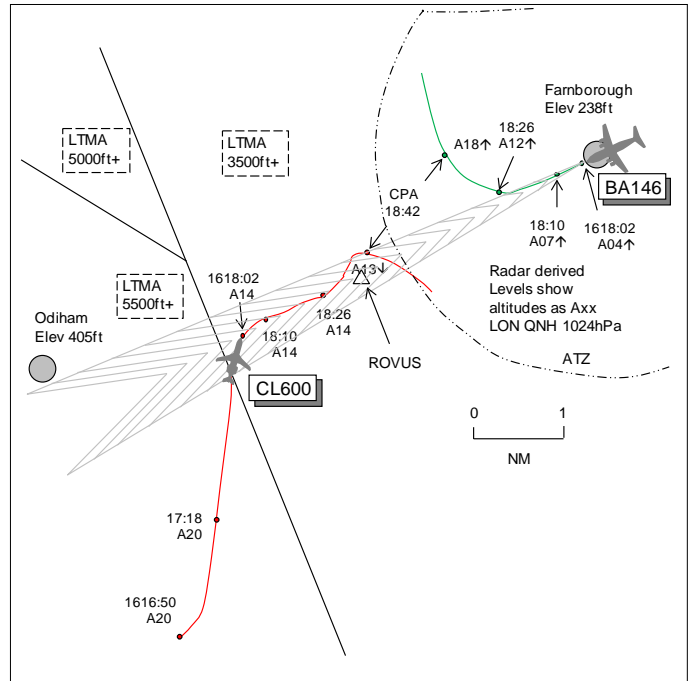 Farnborough
Elev 238ft
18:26
A12↑
A18↑
LTMA
5000ft+
LTMA
3500ft+
BA146
CPA
18:42
18:10
A07↑
1618:02
A04↑
1618:02
A14
A13↓
Radar derived
Levels show
altitudes as Axx
LON QNH 1024hPa
LTMA
5500ft+
Odiham
Elev 405ft
18:26
A14
18:10
A14
ROVUS
ATZ
CL600
0 1
NM
17:18
A20
1616:50
A20